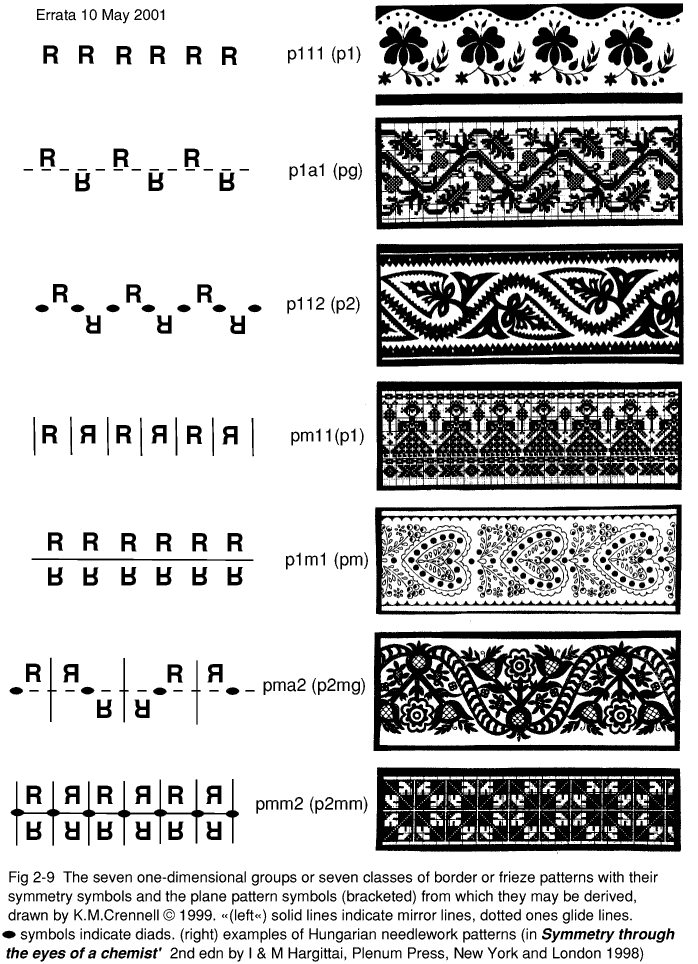 Errata 10 May 2001
R R R R R R p111 (p1)
R R R p1a1 (pg)
R R R
R R R p112 (p2)
R R R
R R R R R R pm11(p1)
R R R R R R p1m1 (pm)
R R R R R R
R R R R pma2 (p2mg)
R R
R R R R R R pmm2 (p2mm)
R R R R R R
Fig 2-9 The seven one-dimensional groups or seven classes of border or frieze patterns with their
symmetry symbols and the plane pattern symbols (bracketed) from which they may be derived,
drawn by K.M.Crennell © 1999. «(left«) solid lines indicate mirror lines, dotted ones glide lines.
symbols indicate diads. (right) examples of Hungarian needlework patterns (in Symmetry through
the eyes of a chemist' 2nd edn by I & M Hargittai, Plenum Press, New York and London 1998)